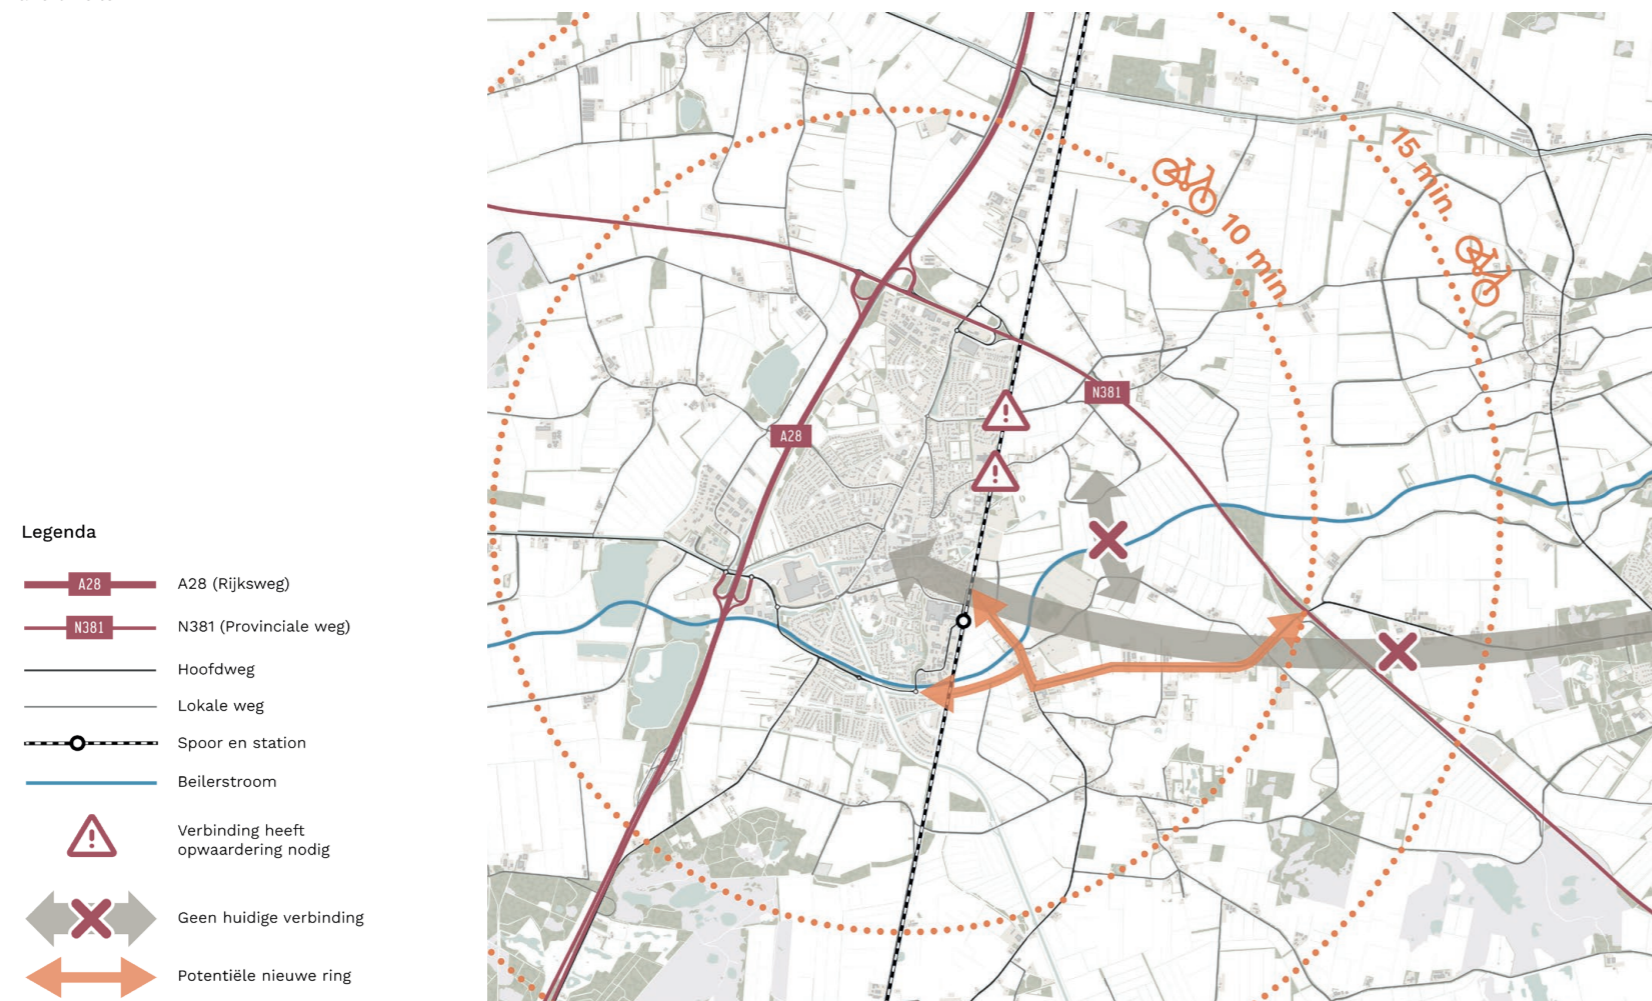 Legenda
A28
A28 (Rijksweg)
N381
N381 (Provinciale weg)
Hoofdweg
Lokale weg
Spoor en station
Beilerstroom
Verbinding heeft
opwaardering nodig
Geen huidige verbinding
Potentiële nieuwe ring
15 min
10 min
N381
A28